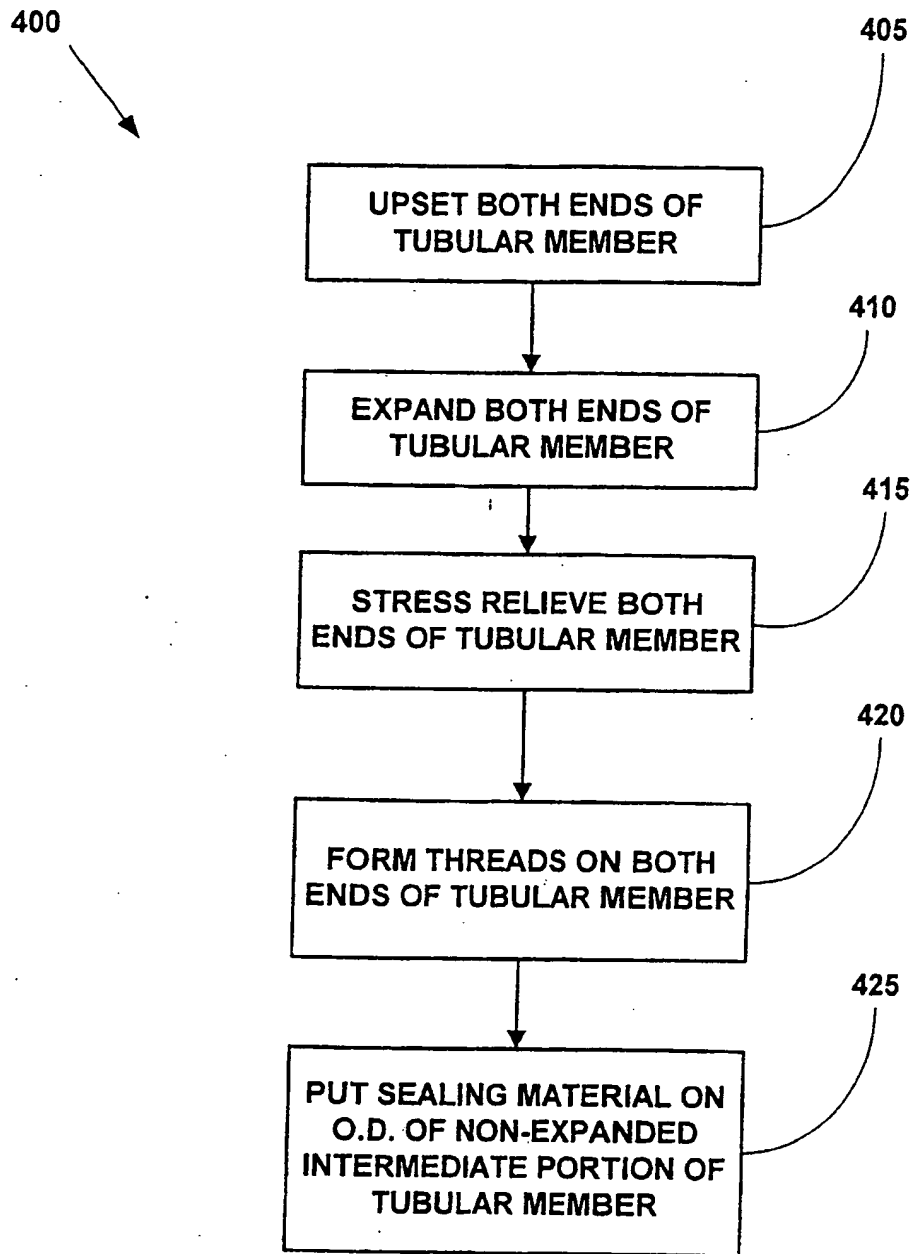 400
405
UPSET BOTH ENDS OF
TUBULAR MEMBER
410
EXPAND BOTH ENDS OF
TUBULAR MEMBER
415
STRESS RELIEVE BOTH
ENDS OF TUBULAR MEMBER
420
FORM THREADS ON BOTH
ENDS OF TUBULAR MEMBER
425
PUT SEALING MATERIAL ON
O.D. OF NON-EXPANDED
INTERMEDIATE PORTION OF
TUBULAR MEMBER